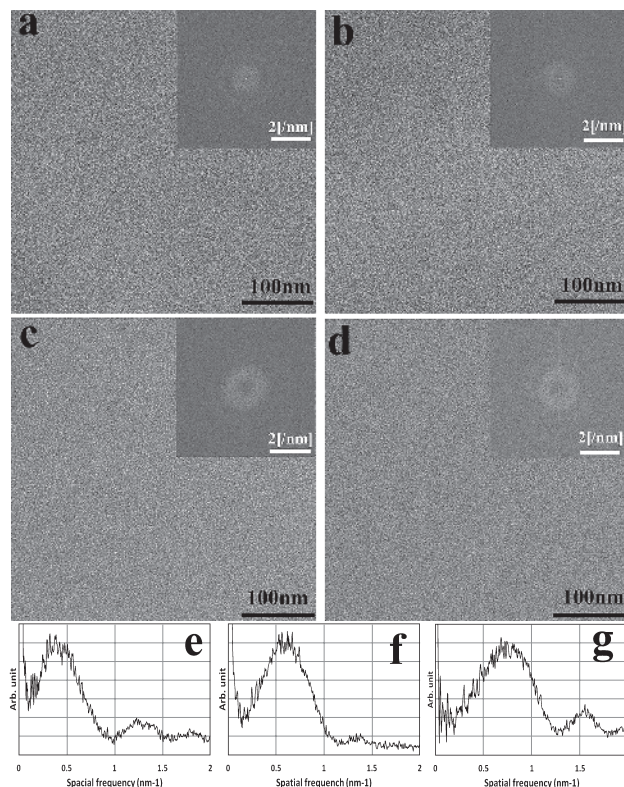 a
2[/nm]
100nm
b
2[/nm]
100nm
c
2[/nm]
100nm
d
2[/nm]
100nm
e
Arb. unit
0 0.5 1 1.5 2
Spacial frequency (nm-1)
f
Arb. unit
0 0.5 1 1.5 2
Spatial frequench (nm-1)
g
Arb. unit
0 0.5 1 1.5
Spatial frequency (nm-1)